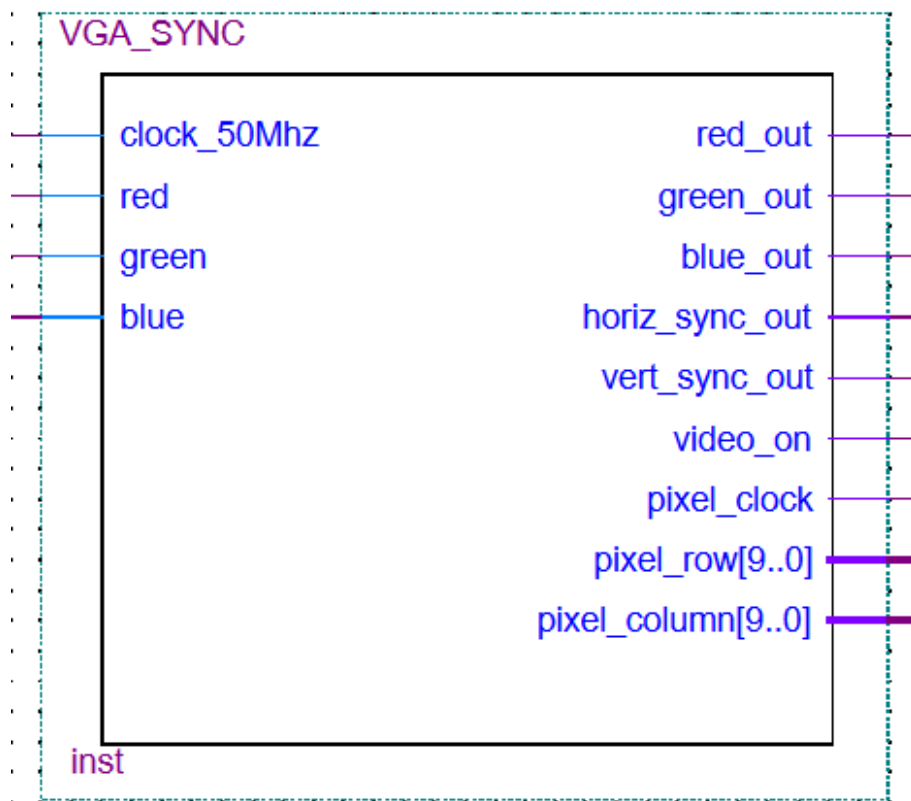 VGA_SYNC
clock_50Mhz red_out
red green_out
green blue_out
blue horiz_sync_out
vert_sync_out
video_on
pixel_clock
pixel_row[9..0]
pixel_column[9..0]
inst